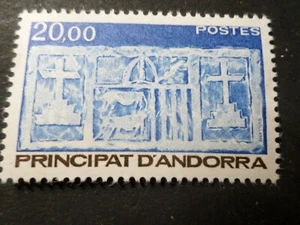 20,00 POSTES
PRINCIPAT D'ANDORRA